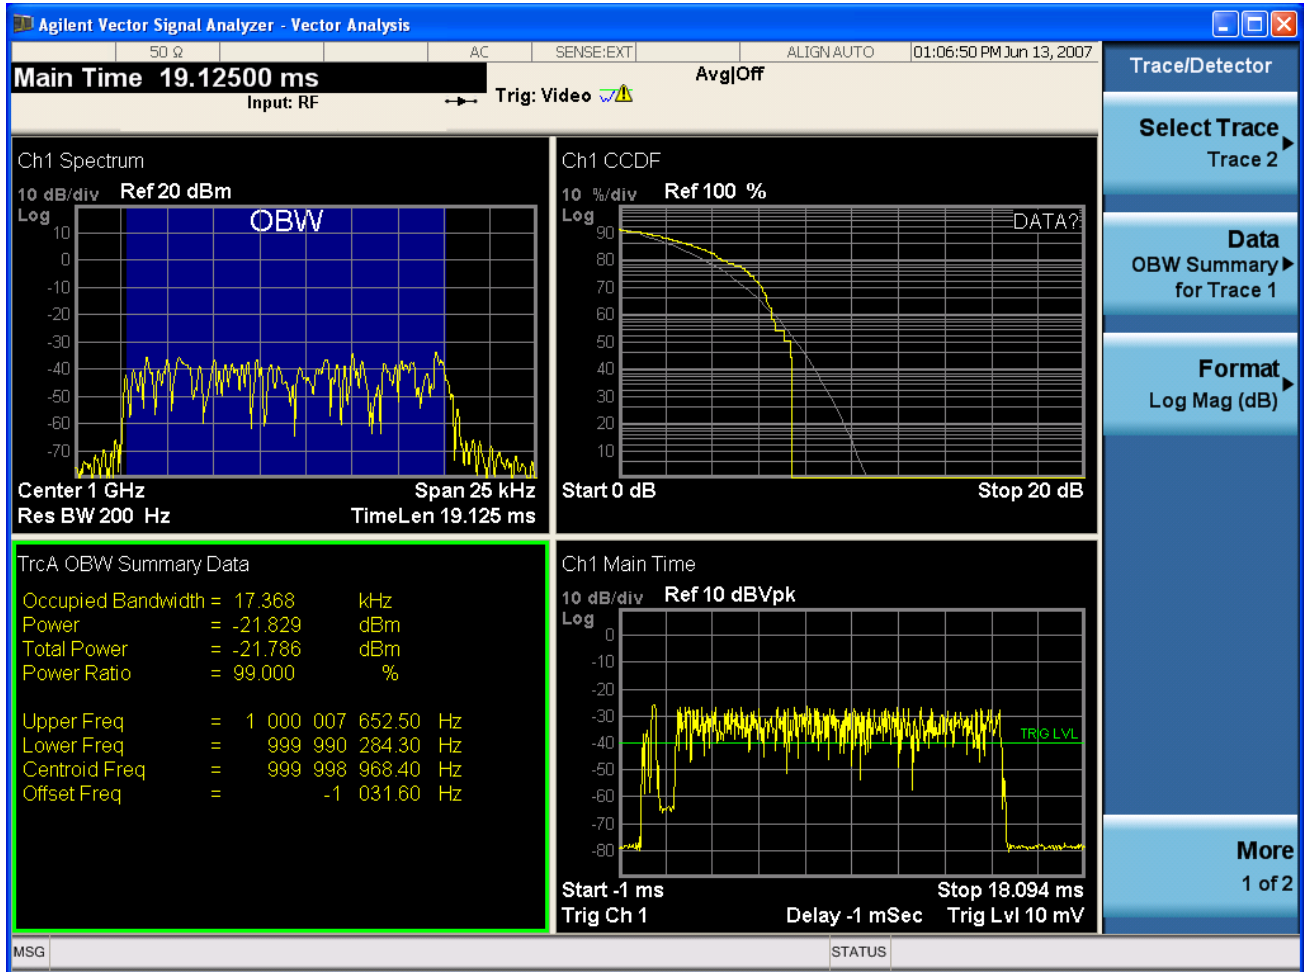 Agilent Vector Signal Analyzer - Vector Analysis
50 Ω AC SENSE:EXT ALIGN AUTO 01:06:50 PM Jun 13, 2007
Main Time 19.12500 ms
Avg|Off
Input: RF
Trig: Video
Ch1 Spectrum
10 dB/div Ref 20 dBm
Log
OBW
10
0
-10
-20
-30
-40
-50
-60
-70
Center 1 GHz Span 25 kHz
Res BW 200 Hz TimeLen 19.125 ms
Ch1 CCDF
10 %/div Ref 100 %
Log
DATA?
90
80
70
60
50
40
30
20
10
Start 0 dB Stop 20 dB
TrcA OBW Summary Data
Occupied Bandwidth = 17.368 kHz
Power = -21.829 dBm
Total Power = -21.786 dBm
Power Ratio = 99.000 %
Upper Freq = 1 000 007 652.50 Hz
Lower Freq = 999 990 284.30 Hz
Centroid Freq = 999 998 968.40 Hz
Offset Freq = -1 031.60 Hz
Ch1 Main Time
10 dB/div Ref 10 dBVpk
Log
0
-10
-20
-30
TRIG LVL
-40
-50
-60
-70
-80
Start -1 ms Stop 18.094 ms
Trig Ch 1 Delay -1 mSec Trig Lvl 10 mV
Trace/Detector
Select Trace
Trace 2
Data
OBW Summary
for Trace 1
Format
Log Mag (dB)
More
1 of 2
MSG STATUS